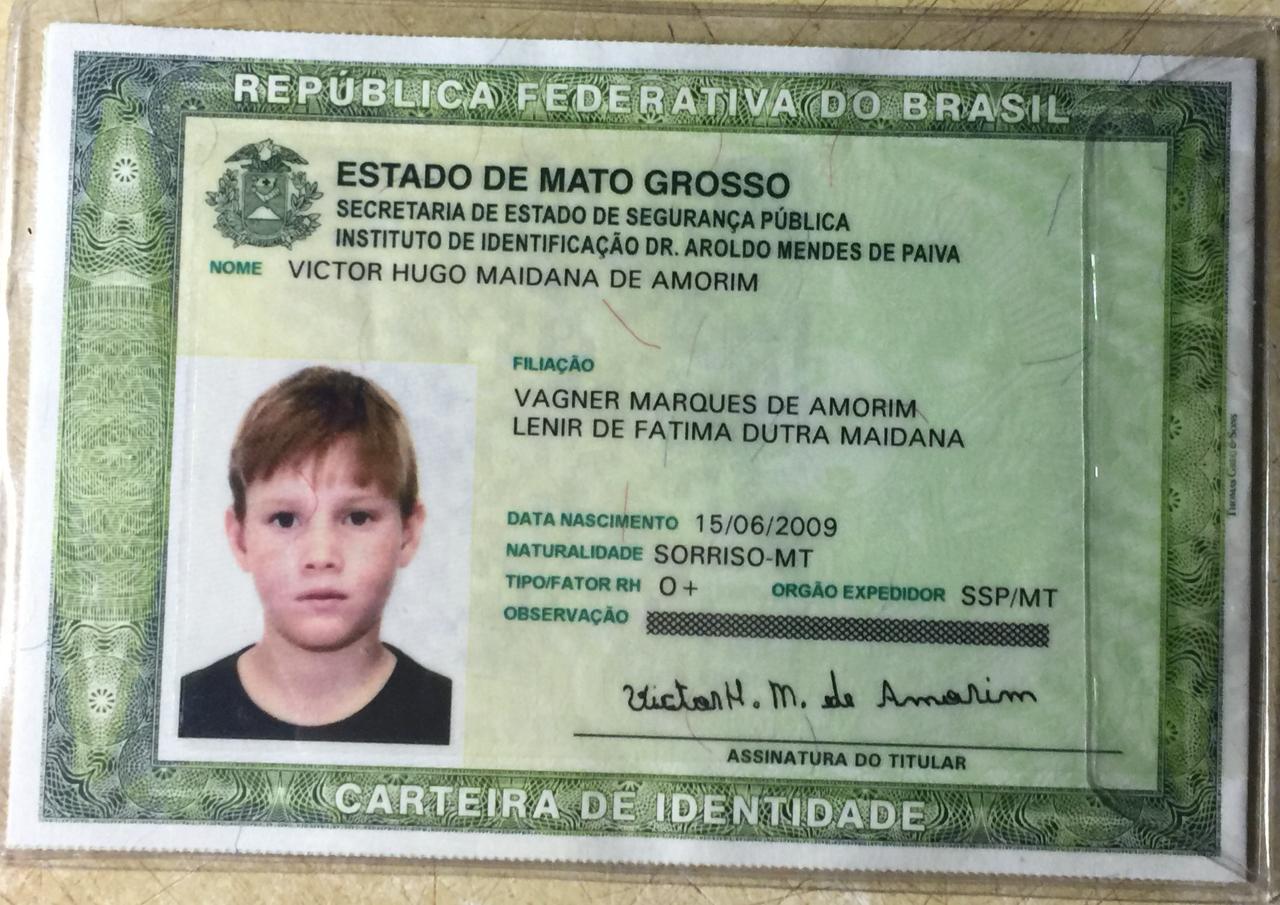 REPÚBLICA FEDERATIVA DO BRASIL
ESTADO DE MATO GROSSO
SECRETARIA DE ESTADO DE SEGURANÇA PÚBLICA
INSTITUTO DE IDENTIFICAÇÃO DR. AROLDO MENDES DE PAIVA
NOME VICTOR HUGO MAIDANA DE AMORIM
FILIAÇÃO
VAGNER MARQUES DE AMORIM
LENIR DE FATIMA DUTRA MAIDANA
DATA NASCIMENTO 15/06/2009
NATURALIDADE SORRISO-MT
TIPO/FATOR RH O+ ORGÃO EXPEDIDOR SSP/MT
OBSERVAÇÃO
Victor H. M. de Amorim
ASSINATURA DO TITULAR
CARTEIRA DE IDENTIDADE
THOMAS GREG & SONS